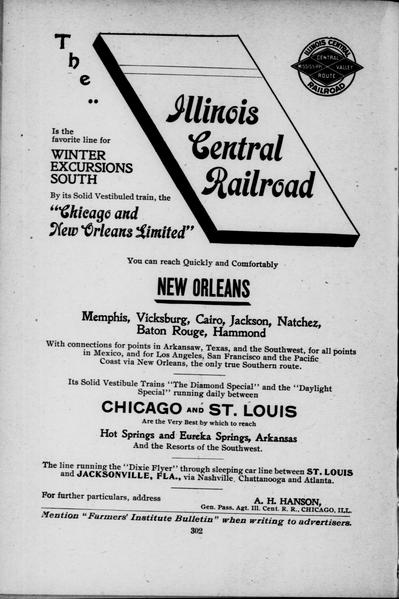 The
ILLINOIS CENTRAL
CENTRAL
MISSISSIPPI VALLEY
ROUTE
RAILROAD
Illinois
Central
Railroad
Is the
favorite line for
WINTER
EXCURSIONS
SOUTH
By its Solid Vestibuled train, the
"Chicago and
New Orleans Limited"
You can reach Quickly and Comfortably
NEW ORLEANS
Memphis, Vicksburg, Cairo, Jackson, Natchez,
Baton Rouge, Hammond
With connections for points in Arkansaw, Texas, and the Southwest, for all points
in Mexico, and for Los Angeles, San Francisco and the Pacific
Coast via New Orleans, the only true Southern route.
Its Solid Vestibule Trains "The Diamond Special" and the "Daylight
Special" running daily between
CHICAGO AND ST. LOUIS
Are the Very Best by which to reach
Hot Springs and Eureka Springs, Arkansas
And the Resorts of the Southwest.
The line running the "Dixie Flyer" through sleeping car line between ST. LOUIS
and JACKSONVILLE, FLA., via Nashville, Chattanooga and Atlanta.
For further particulars, address
A. H. HANSON,
Gen. Pass. Agt. Ill. Cent. R. R., CHICAGO, ILL.
Mention "Farmers' Institute Bulletin" when writing to advertisers.
302